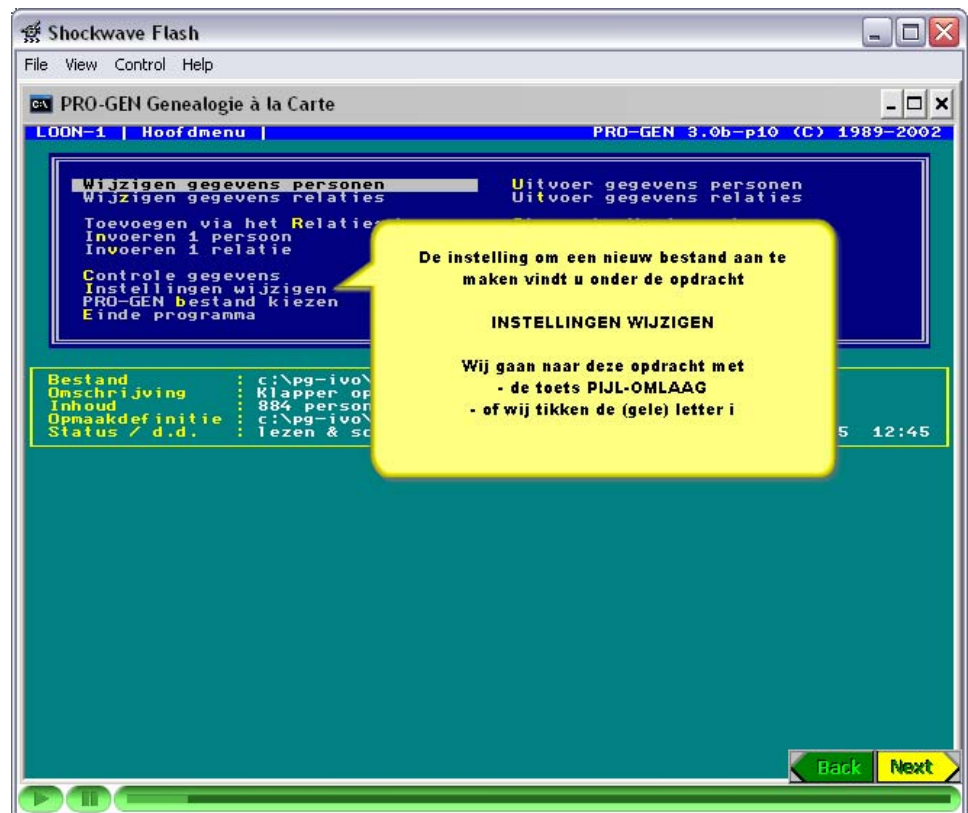 Shockwave Flash
File View Control Help
PRO-GEN Genealogie à la Carte
LOON-1 | Hoofdmenu | PRO-GEN 3.0b-p10 (C) 1989-2002
Wijzigen gegevens personen
Wijzigen gegevens relaties
Toevoegen via het Relatie
Invoeren 1 persoon
Invoeren 1 relatie
Controle gegevens
Instellingen wijzigen
PRO-GEN bestand kiezen
Einde programma
Uitvoer gegevens personen
Uitvoer gegevens relaties
De instelling om een nieuw bestand aan te
maken vindt u onder de opdracht
INSTELLINGEN WIJZIGEN
Wij gaan naar deze opdracht met
- de toets PIJL-OMLAAG
- of wij tikken de (gele) letter i
Bestand : c:\pg-ivo\
Omschrijving : Klapper op
Inhoud : 884 person
Opmaakdefinitie : c:\pg-ivo\
Status / d.d. : lezen & sc 5 12:45
Back Next